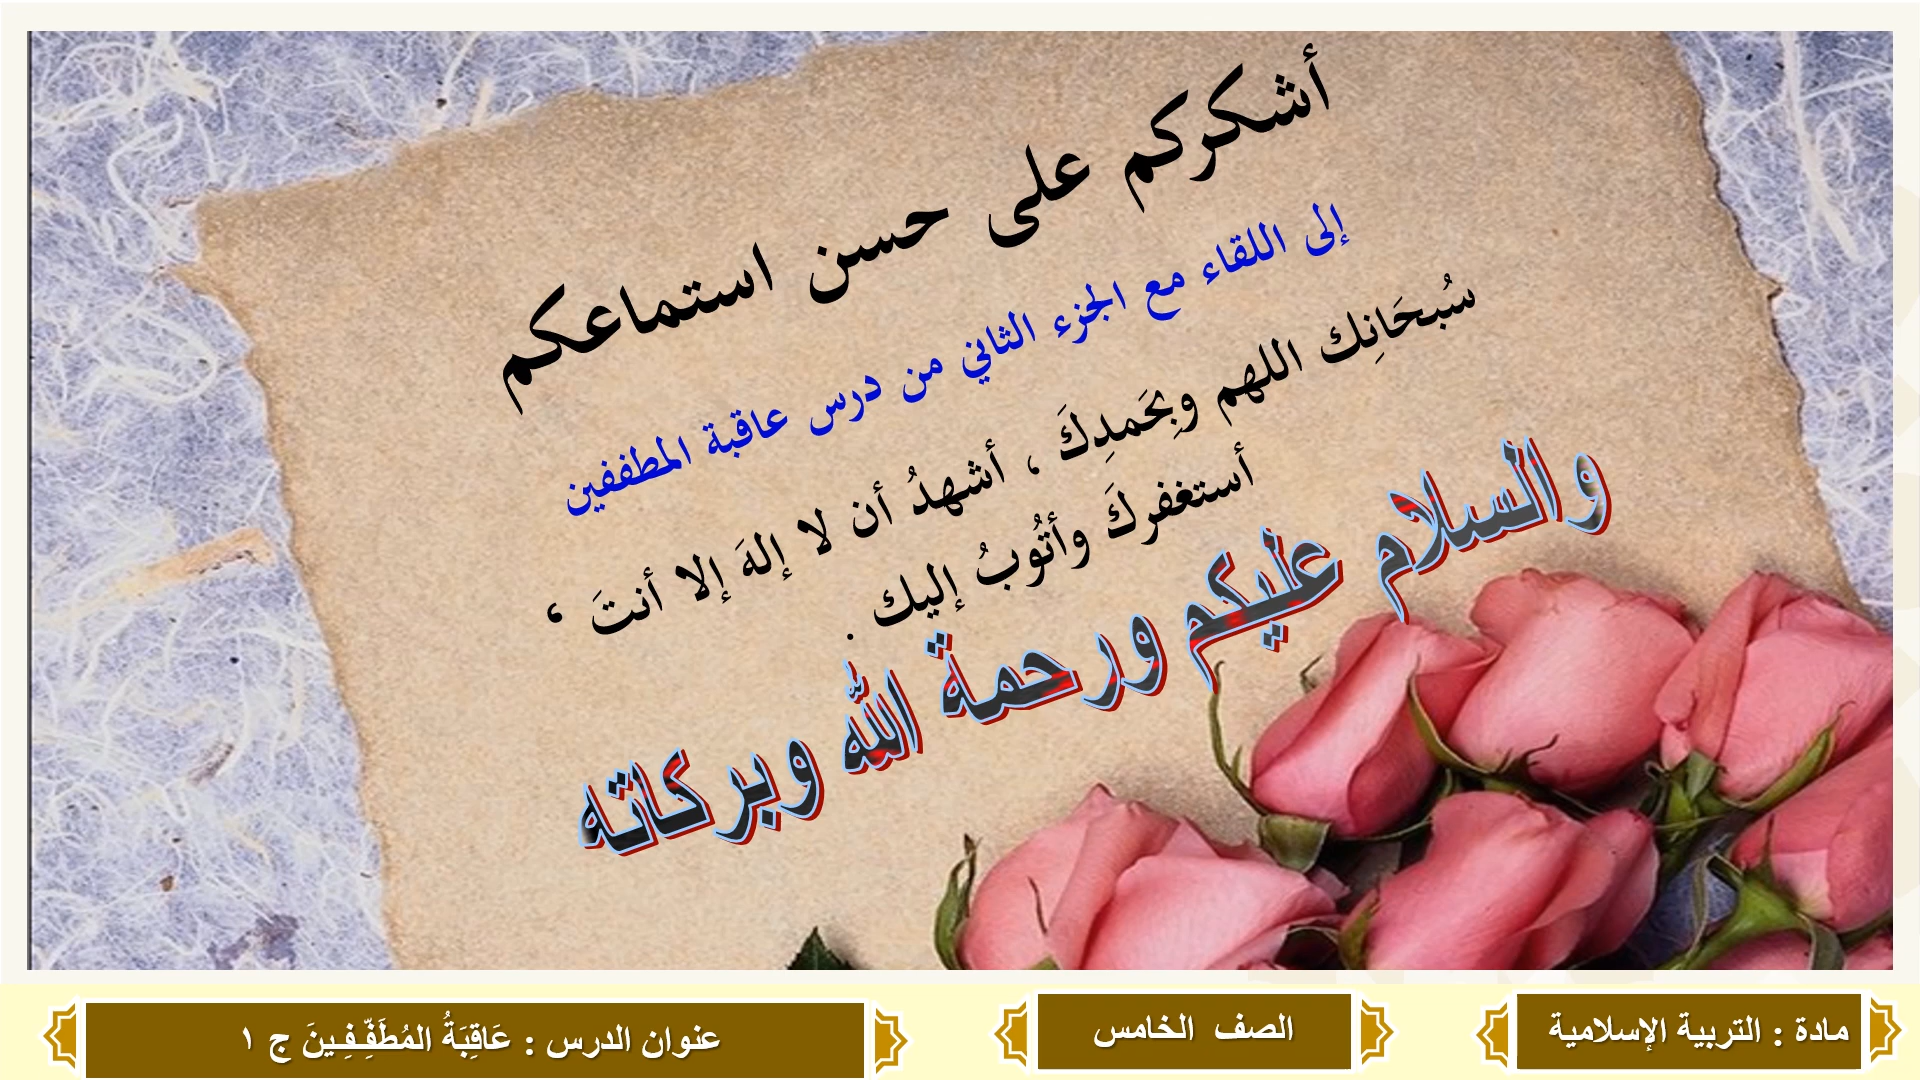 أشكركم على حسن استماعكم
إلى اللقاء مع الجزء الثاني من درس عاقبة المطففين
سُبحَانِك اللهم وبِحَمدِكَ ، أشهدُ أن لا إلهَ إلا أنتَ ،
أستغفركَ وأتُوبُ إليك .
والسلام عليكم ورحمة الله وبركاته
مادة : التربية الإسلامية
الصف الخامس
عنوان الدرس : عَاقِبَةُ المُطَفِّـفِـينَ ج ١